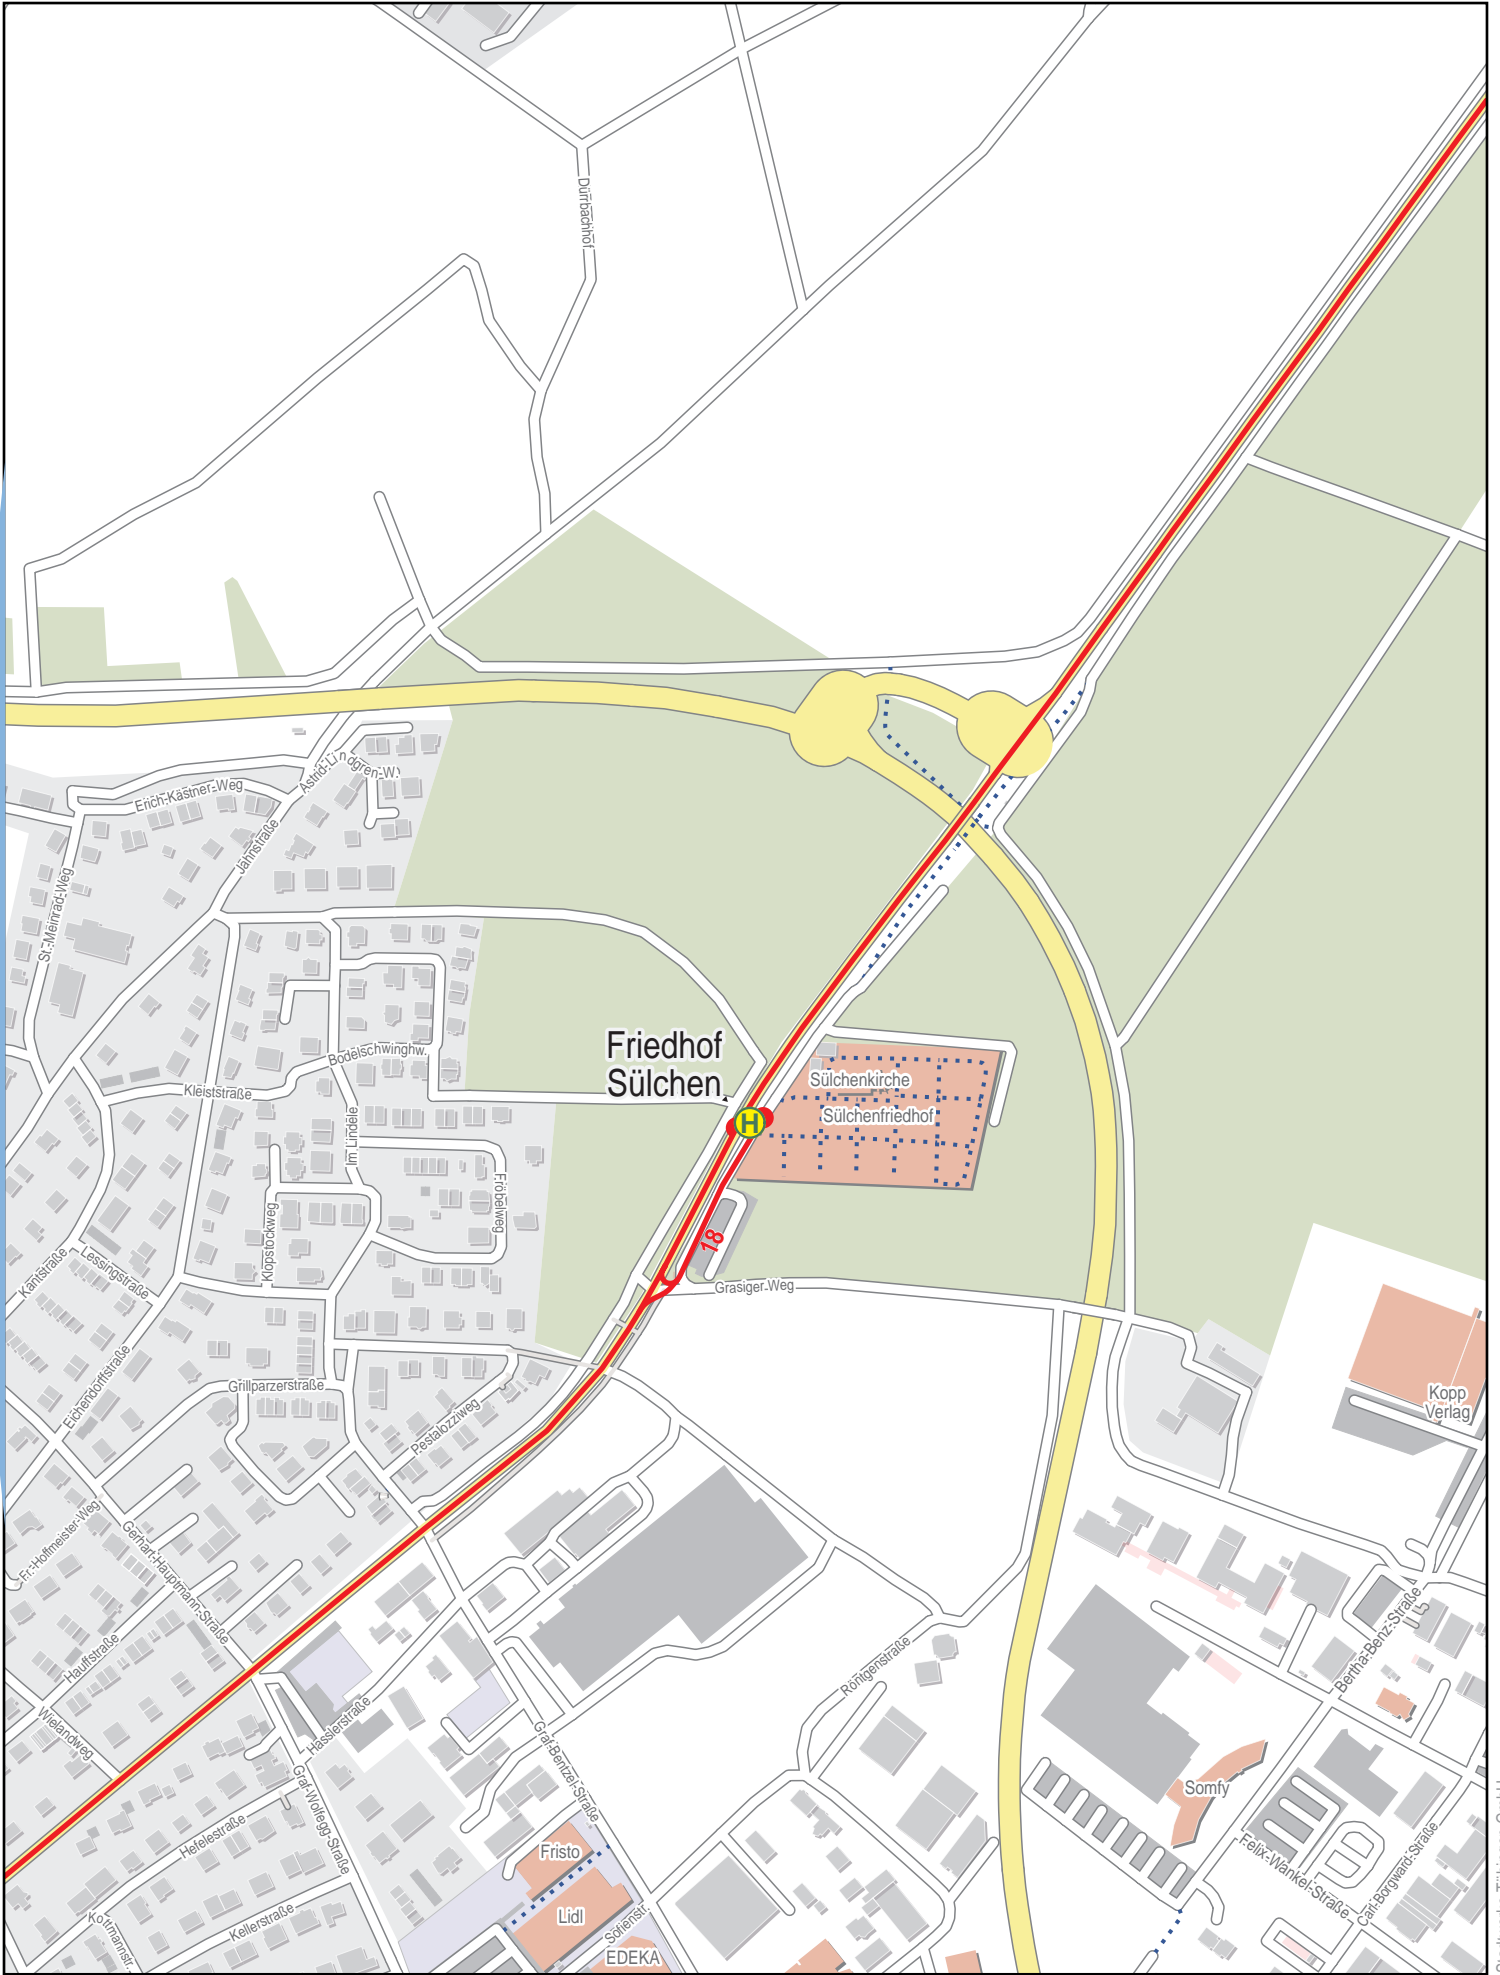 Dürrbachhof
Astrid-Lindgren-W.
Erich-Kästner-Weg
Jahnstraße
St.-Meinrad-Weg
Friedhof
Sülchen
Bodelschwinghw.
Kleiststraße
Sülchenkirche
Sülchenfriedhof
H
Im Lindele
Fröbelweg
Klopstockweg
18
Kantstraße
Lessingstraße
Grasiger Weg
Eichendorffstraße
Grillparzerstraße
Pestalozziweg
Kopp
Verlag
Fr.-Hoffmeister-Weg
Gerhart-Hauptmann-Straße
Hauffstraße
Wielandweg
Hasslerstraße
Röntgenstraße
Bertha-Benz-Straße
Graf-Bentzel-Straße
Graf-Wolfegg-Straße
Somfy
Hefelestraße
Fristo
Felix-Wankel-Straße
Carl-Borgward-Straße
Kellerstraße
Koffmannstr.
Lidl
Sofienstr.
EDEKA